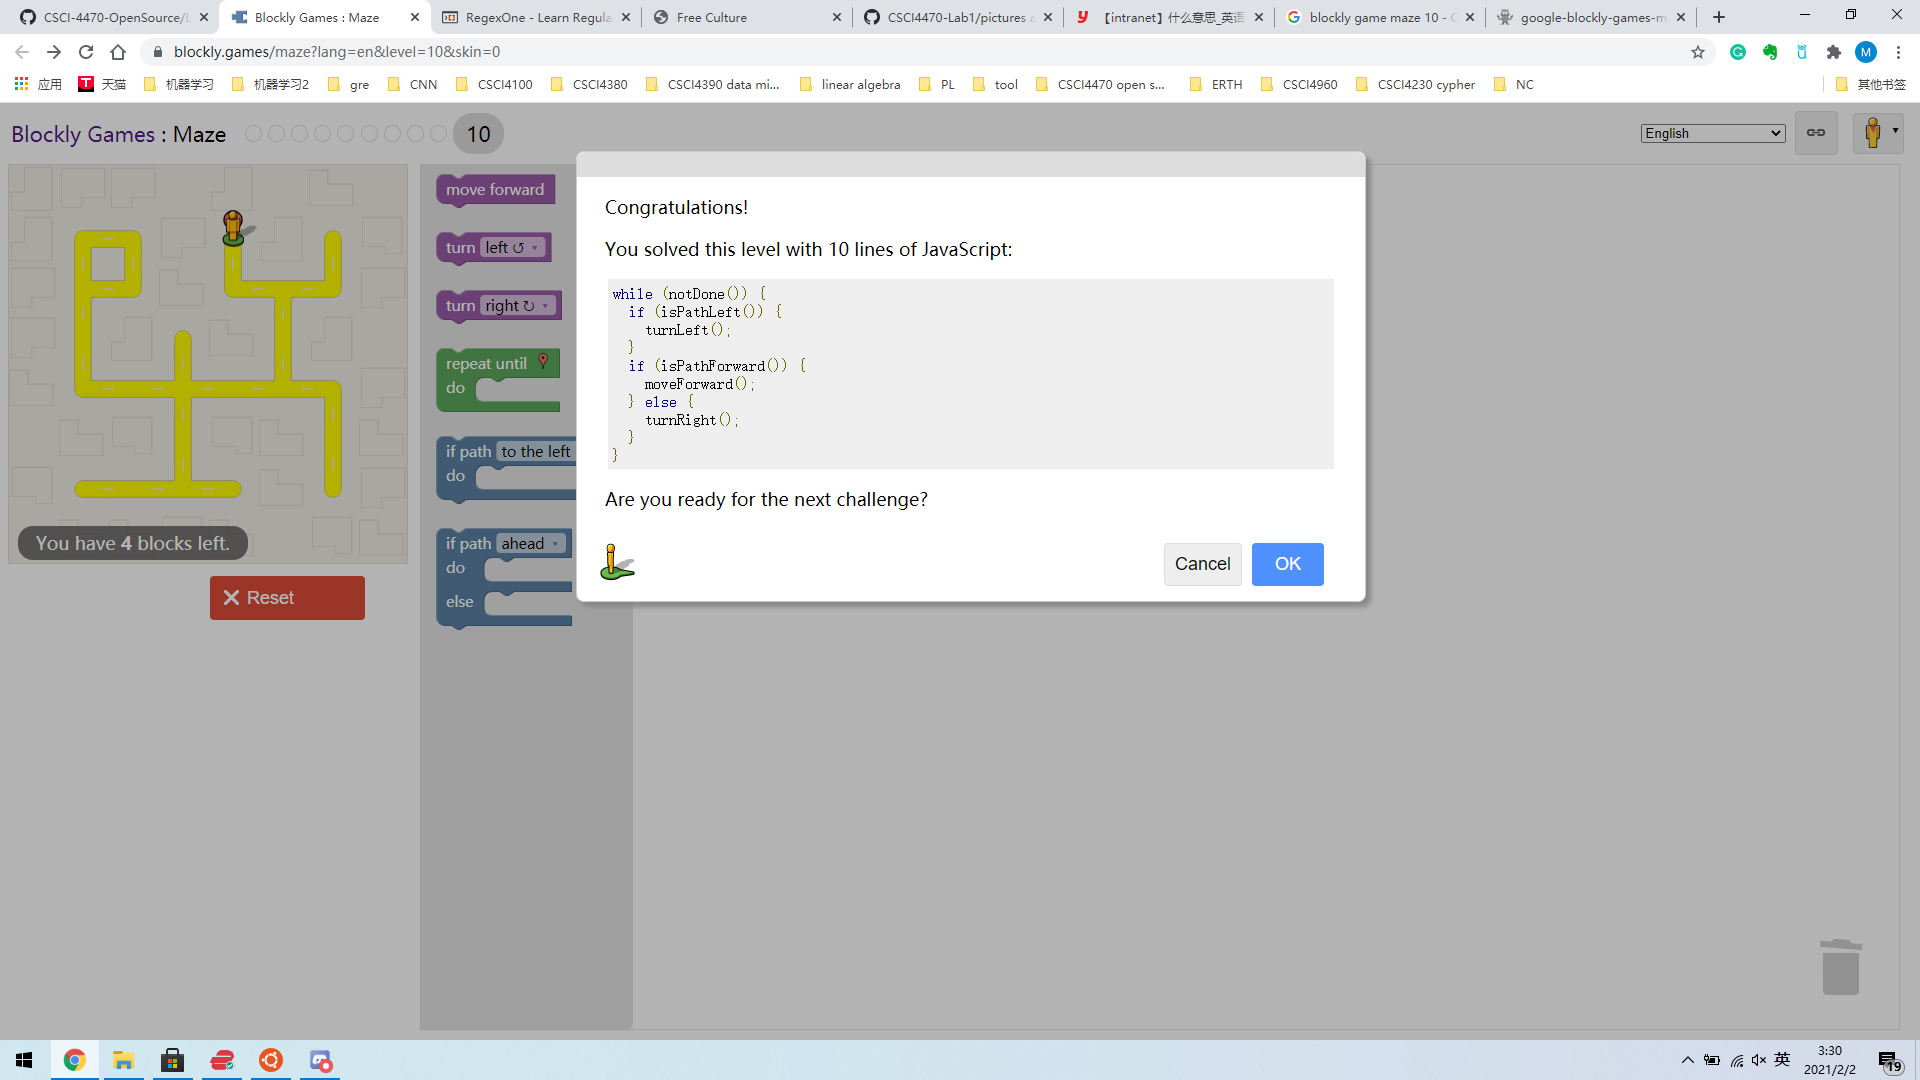 CSCI-4470-OpenSource/L
Blockly Games : Maze
RegexOne - Learn Regula
Free Culture
CSCI4470-Lab1/pictures a
【intranet】什么意思_英语
blockly game maze 10 - G
google-blockly-games-m
blockly.games/maze?lang=en&level=10&skin=0
M
应用
天猫
机器学习
机器学习2
gre
CNN
CSCI4100
CSCI4380
CSCI4390 data mi...
linear algebra
PL
tool
CSCI4470 open s...
ERTH
CSCI4960
CSCI4230 cypher
NC
其他书签
Blockly Games : Maze
10
English
You have 4 blocks left.
Reset
move forward
turn left ↺
turn right ↻
repeat until
do
if path to the left
do
if path ahead
do
else
Congratulations!
You solved this level with 10 lines of JavaScript:
while (notDone()) {
if (isPathLeft()) {
turnLeft();
}
if (isPathForward()) {
moveForward();
} else {
turnRight();
}
}
Are you ready for the next challenge?
Cancel
OK
英
3:30
2021/2/2
19